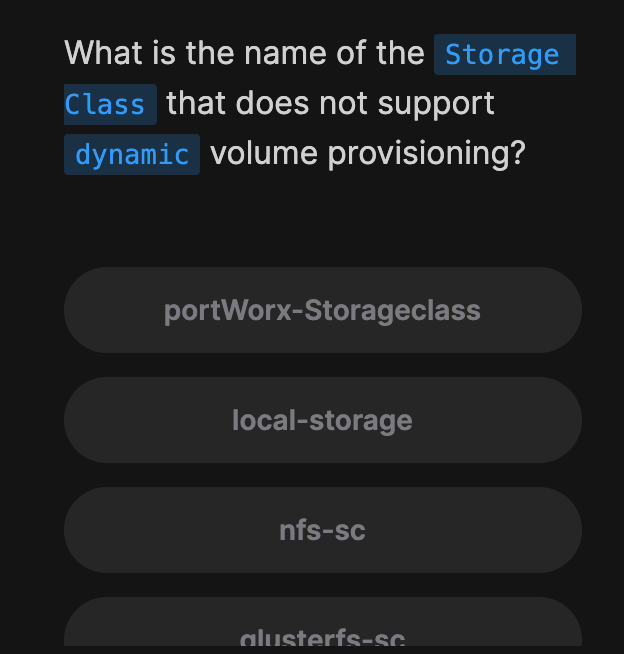 What is the name of the Storage
Class that does not support
dynamic volume provisioning?
portWorx-Storageclass
local-storage
nfs-sc
glusterfs-sc